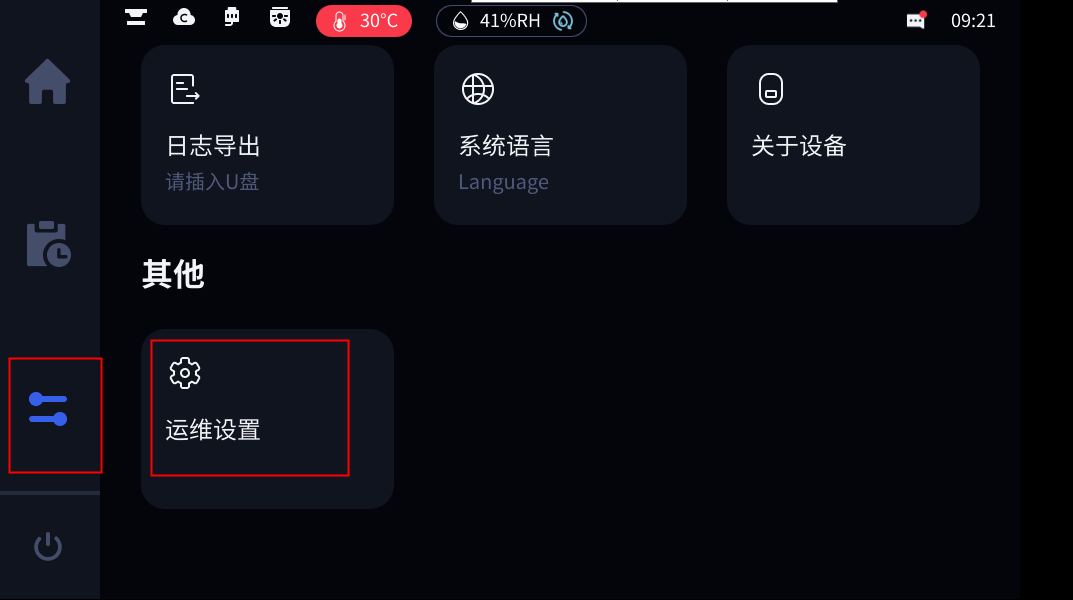 30°C
41%RH
09:21
日志导出
请插入U盘
系统语言
Language
关于设备
其他
运维设置